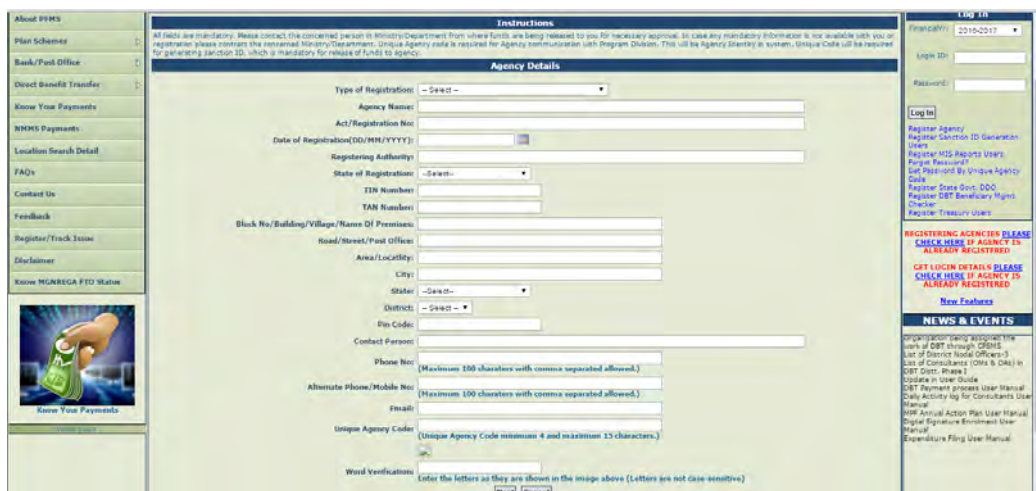 About PFMS
Plan Schemes
Bank/Post Office
Direct Benefit Transfer
Know Your Payments
NMMS Payments
Location Search Detail
FAQs
Contact Us
Feedback
Register/Track Issue
Disclaimer
Know MGNREGA FTO Status
Know Your Payments
Instructions
All fields are mandatory. Please contact the concerned person in Ministry/Department from where funds are being released to you for necessary approval. In case any mandatory information is not available with you or
registration please contract the concerned Ministry/Department. Unique Agency code is required for Agency communication with Program Division. This will be Agency Identity in system. Unique Code will be required
for generating sanction ID, which is mandatory for release of funds to agency.
Agency Details
Type of Registration: -- Select --
Agency Name:
Act/Registration No:
Date of Registration(DD/MM/YYYY):
Registering Authority:
State of Registration: --Select--
TIN Number:
TAN Number:
Block No/Building/Village/Name Of Premises:
Road/Street/Post Office:
Area/Locatlity:
City:
State: --Select--
District: -- Select --
Pin Code:
Contact Person:
Phone No:
(Maximum 100 charaters with comma separated allowed.)
Alternate Phone/Mobile No:
(Maximum 100 charaters with comma separated allowed.)
Email:
Unique Agency Code:
(Unique Agency Code minimum 4 and maximum 15 characters.)
Word Verification:
Enter the letters as they are shown in the image above (Letters are not case-sensitive)
Log In
FinancialYr: 2016-2017
Login ID:
Password:
Log In
Register Agency
Register Sanction ID Generation
Users
Register MIS Reports Users
Forgot Password?
Get Password By Unique Agency
Code
Register State Govt. DDO
Register DBT Beneficiary Mgmt
Checker
Register Treasury Users
REGISTERING AGENCIES PLEASE
CHECK HERE IF AGENCY IS
ALREADY REGISTERED
GET LOGIN DETAILS PLEASE
CHECK HERE IF AGENCY IS
ALREADY REGISTERED
New Features
NEWS & EVENTS
Organisation being assigned the
work of DBT through CPSMS
List of District Nodal Officers-3
List of Consultants (OMs & OAs) in
DBT Distt. Phase I
Update in User Guide
DBT Payment process User Manual
Daily Activity log for Consultants User
Manual
MPF Annual Action Plan User Manual
Digital Signature Enrolment User
Manual
Expenditure Filing User Manual